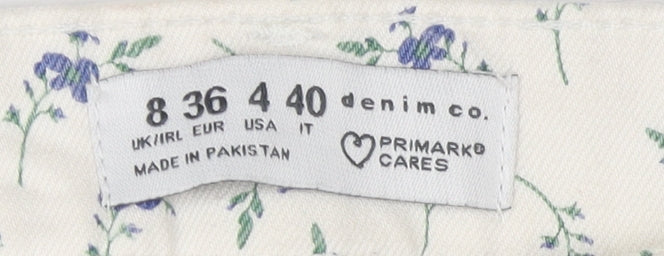 8 36 4 40 denim co.
UK/IRL EUR USA IT
MADE IN PAKISTAN
PRIMARK®
CARES